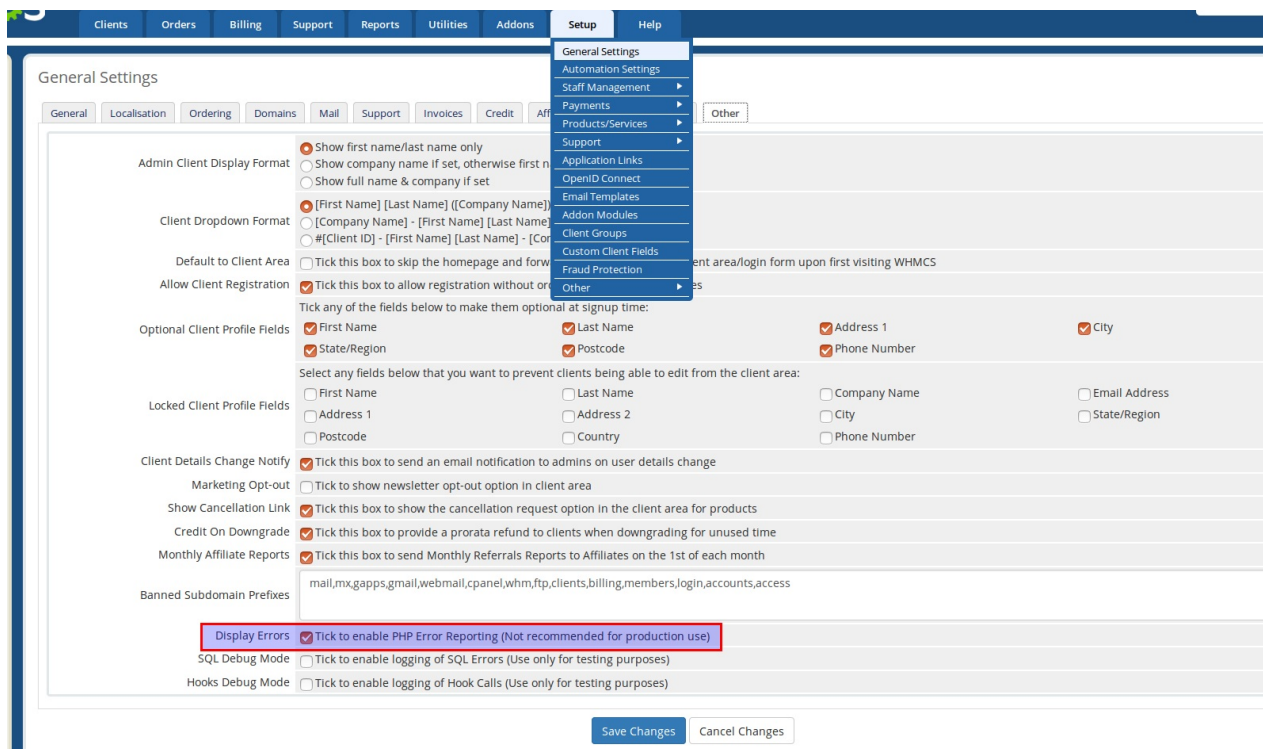 Clients Orders Billing Support Reports Utilities Addons Setup Help
General Settings
Automation Settings
Staff Management
Payments
Products/Services
Support
Application Links
OpenID Connect
Email Templates
Addon Modules
Client Groups
Custom Client Fields
Fraud Protection
Other
General Settings
General Localisation Ordering Domains Mail Support Invoices Credit Other
Admin Client Display Format
Show first name/last name only
Show company name if set, otherwise first
Show full name & company if set
Client Dropdown Format
[First Name] [Last Name] ([Company Name])
[Company Name] - [First Name] [Last Name]
#[Client ID] - [First Name] [Last Name] -
Default to Client Area Tick this box to skip the homepage and area/login form upon first visiting WHMCS
Allow Client Registration Tick this box to allow registration without
Optional Client Profile Fields
Tick any of the fields below to make them optional at signup time:
First Name Last Name Address 1 City
State/Region Postcode Phone Number
Locked Client Profile Fields
Select any fields below that you want to prevent clients being able to edit from the client area:
First Name Last Name Company Name Email Address
Address 1 Address 2 City State/Region
Postcode Country Phone Number
Client Details Change Notify Tick this box to send an email notification to admins on user details change
Marketing Opt-out Tick to show newsletter opt-out option in client area
Show Cancellation Link Tick this box to show the cancellation request option in the client area for products
Credit On Downgrade Tick this box to provide a prorata refund to clients when downgrading for unused time
Monthly Affiliate Reports Tick this box to send Monthly Referrals Reports to Affiliates on the 1st of each month
Banned Subdomain Prefixes mail,mx,gapps,gmail,webmail,cpanel,whm,ftp,clients,billing,members,login,accounts,access
Display Errors Tick to enable PHP Error Reporting (Not recommended for production use)
SQL Debug Mode Tick to enable logging of SQL Errors (Use only for testing purposes)
Hooks Debug Mode Tick to enable logging of Hook Calls (Use only for testing purposes)
Save Changes Cancel Changes